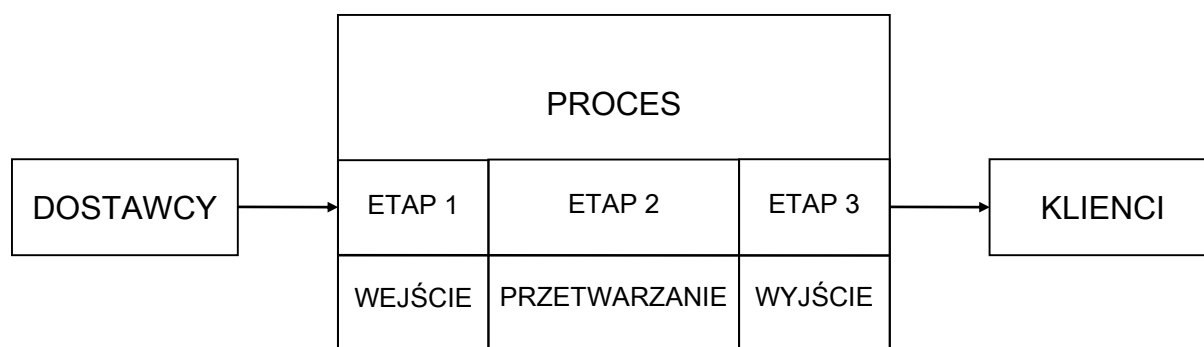 PROCES
DOSTAWCY
ETAP 1
ETAP 2
ETAP 3
KLIENCI
WEJŚCIE
PRZETWARZANIE
WYJŚCIE